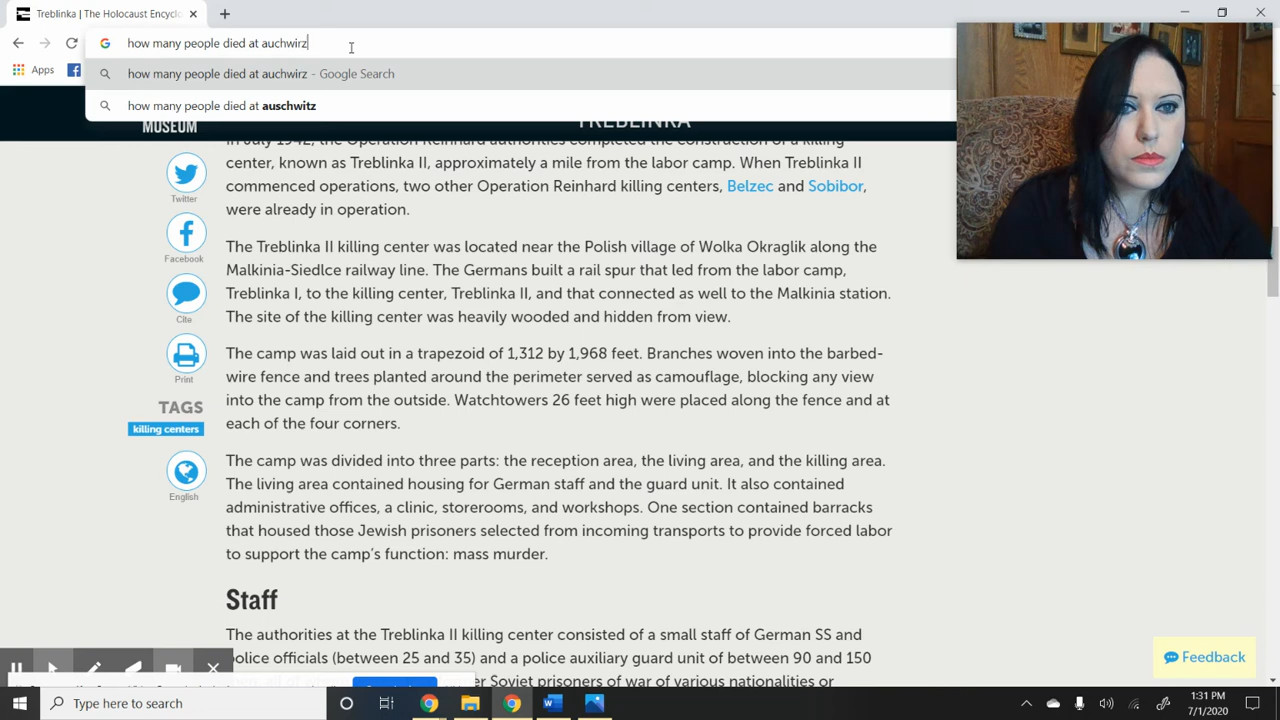 Treblinka | The Holocaust Encyclo
how many people died at auchwirz
how many people died at auchwirz - Google Search
how many people died at auschwitz
Apps
MUSEUM
TREBLINKA
In July 1942, the Operation Reinhard authorities completed the construction of a killing
center, known as Treblinka II, approximately a mile from the labor camp. When Treblinka II
commenced operations, two other Operation Reinhard killing centers, Belzec and Sobibor,
were already in operation.
The Treblinka II killing center was located near the Polish village of Wolka Okraglik along the
Malkinia-Siedlce railway line. The Germans built a rail spur that led from the labor camp,
Treblinka I, to the killing center, Treblinka II, and that connected as well to the Malkinia station.
The site of the killing center was heavily wooded and hidden from view.
The camp was laid out in a trapezoid of 1,312 by 1,968 feet. Branches woven into the barbed-
wire fence and trees planted around the perimeter served as camouflage, blocking any view
into the camp from the outside. Watchtowers 26 feet high were placed along the fence and at
each of the four corners.
The camp was divided into three parts: the reception area, the living area, and the killing area.
The living area contained housing for German staff and the guard unit. It also contained
administrative offices, a clinic, storerooms, and workshops. One section contained barracks
that housed those Jewish prisoners selected from incoming transports to provide forced labor
to support the camp's function: mass murder.
Staff
The authorities at the Treblinka II killing center consisted of a small staff of German SS and
police officials (between 25 and 35) and a police auxiliary guard unit of between 90 and 150
Soviet prisoners of war of various nationalities or
Twitter
Facebook
Cite
Print
TAGS
killing centers
English
Feedback
Type here to search
1:31 PM
7/1/2020